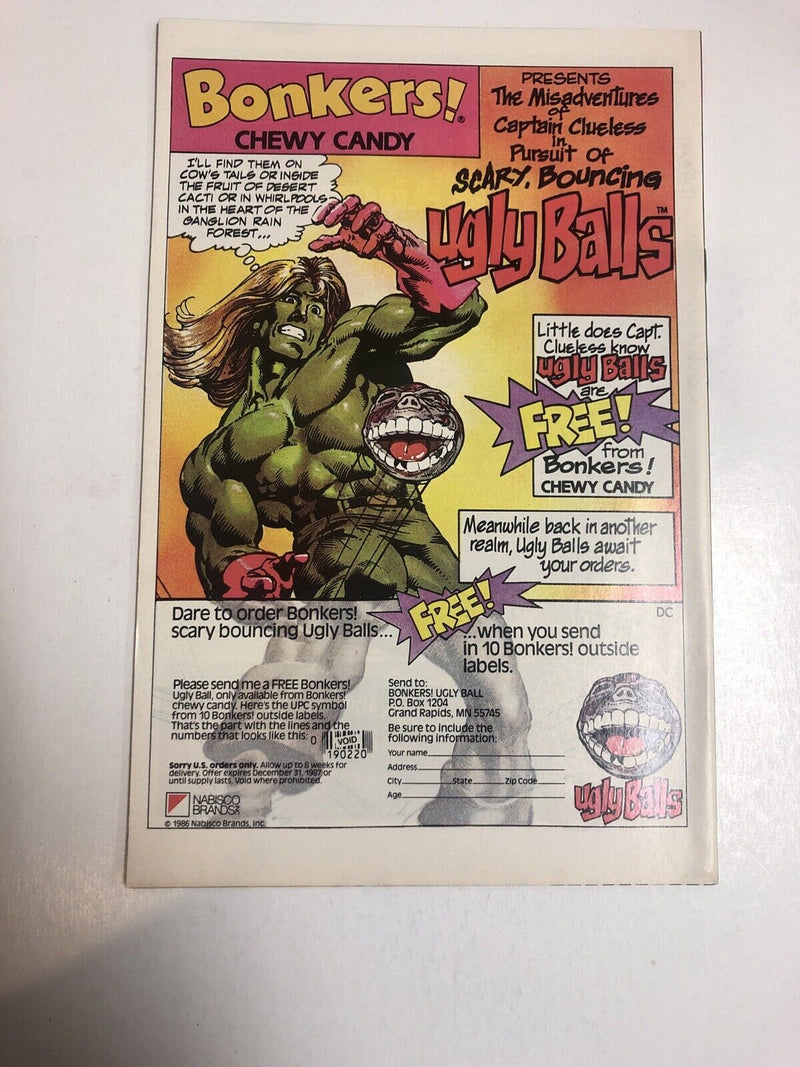 Bonkers!®
CHEWY CANDY
PRESENTS
The Misadventures
of
Captain Clueless
in
Pursuit of
SCARY, Bouncing
Ugly Balls™
I'LL FIND THEM ON
COW'S TAILS OR INSIDE
THE FRUIT OF DESERT
CACTI OR IN WHIRLPOOLS
IN THE HEART OF THE
GANGLION RAIN
FOREST...
Little does Capt.
Clueless know
Ugly Balls
are
FREE!
from
Bonkers!
CHEWY CANDY
Meanwhile back in another
realm, Ugly Balls await
your orders.
DC
Dare to order Bonkers!
scary bouncing Ugly Balls...
FREE!
...when you send
in 10 Bonkers! outside
labels.
Please send me a FREE Bonkers!
Ugly Ball, only available from Bonkers!
chewy candy. Here's the UPC symbol
from 10 Bonkers! outside labels.
That's the part with the lines and the
numbers that looks like this: 0
VOID
190220
Sorry U.S. orders only. Allow up to 8 weeks for
delivery. Offer expires December 31, 1987 or
until supply lasts. Void where prohibited.
NABISCO
BRANDS
© 1986 Nabisco Brands, Inc.
Send to:
BONKERS! UGLY BALL
P.O. Box 1204
Grand Rapids, MN 55745
Be sure to include the
following information:
Your name
Address
City State Zip Code
Age
Ugly Balls